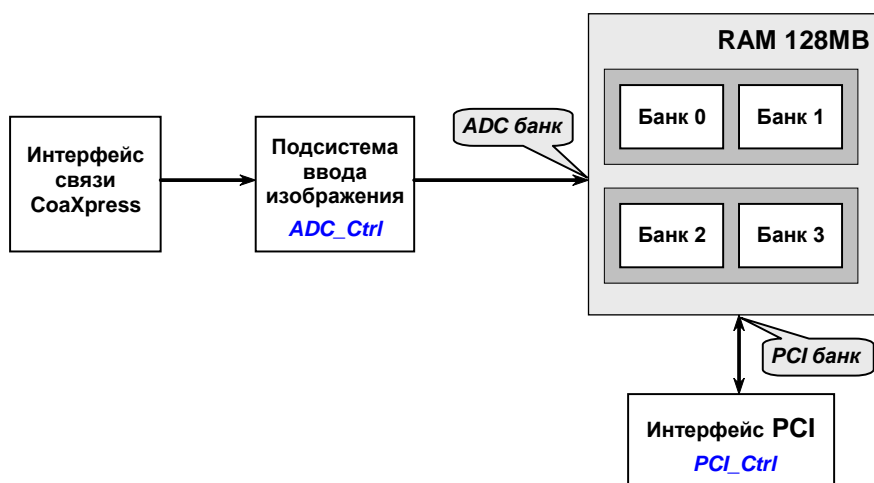 RAM 128MB
Банк 0
Банк 1
ADC банк
Интерфейс
связи
CoaXpress
Подсистема
ввода
изображения
ADC_Ctrl
Банк 2
Банк 3
PCI банк
Интерфейс PCI
PCI_Ctrl